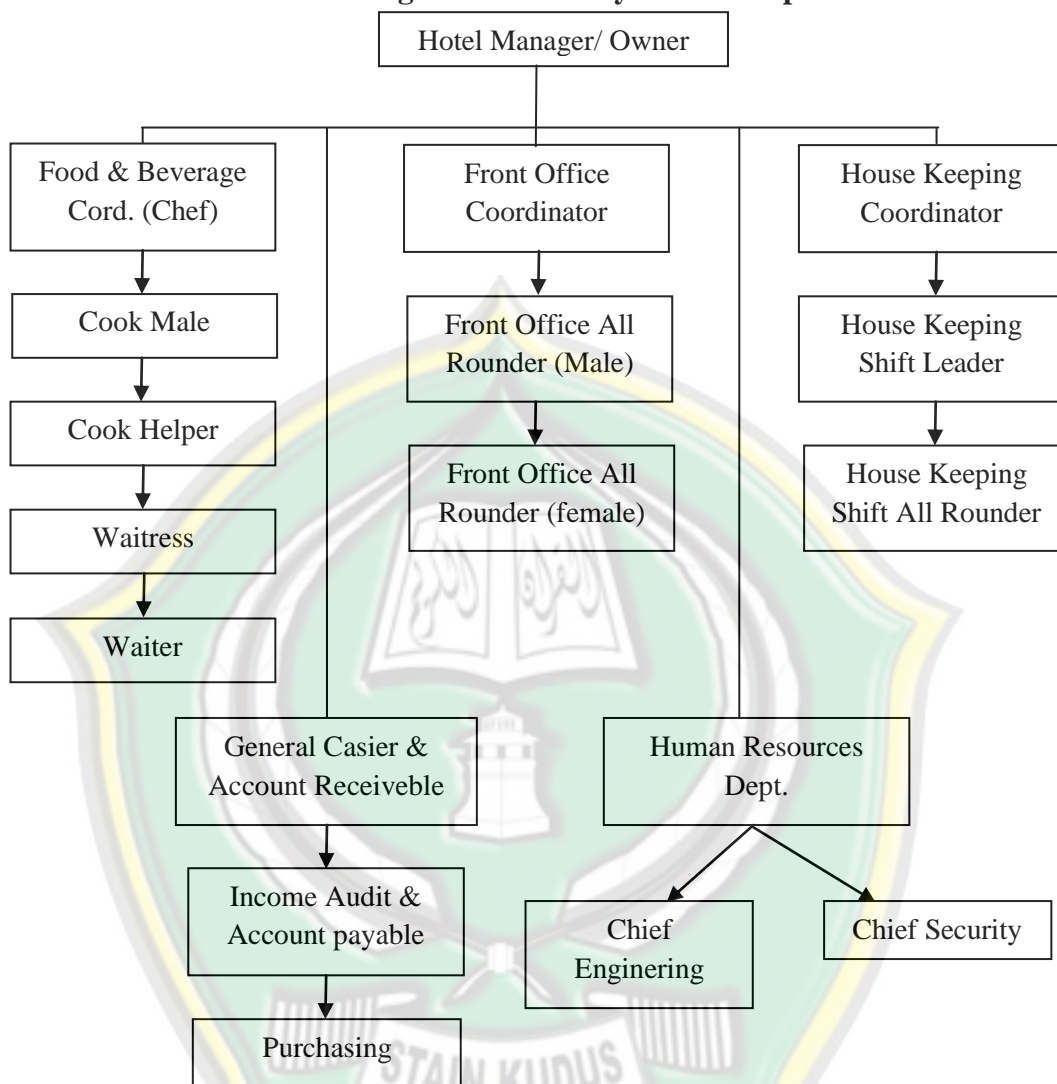 Hotel Manager/ Owner
Food & Beverage
Cord. (Chef)
Front Office
Coordinator
House Keeping
Coordinator
Cook Male
Front Office All
Rounder (Male)
House Keeping
Shift Leader
Cook Helper
Front Office All
Rounder (female)
House Keeping
Shift All Rounder
Waitress
Waiter
General Casier &
Account Receiveble
Human Resources
Dept.
Income Audit &
Account payable
Chief
Enginering
Chief Security
Purchasing
STAIN KUDUS